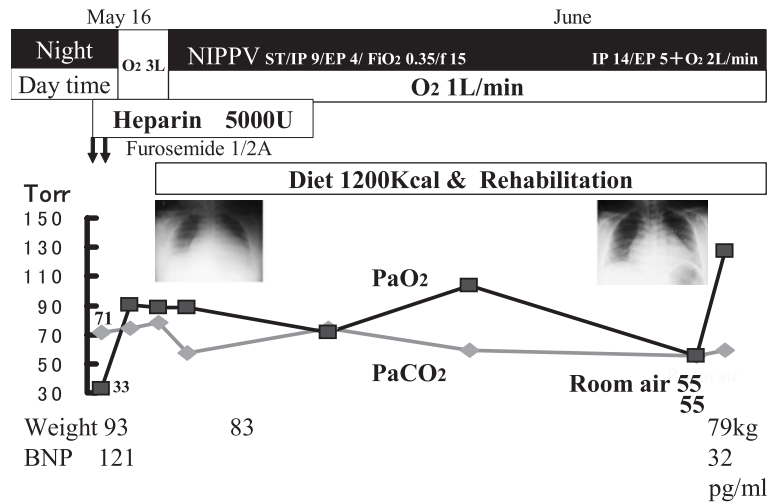 May 16 June
Night O2 3L NIPPV ST/IP 9/EP 4/ FiO2 0.35/f 15 IP 14/EP 5+O2 2L/min
Day time O2 1L/min
Heparin 5000U
Furosemide 1/2A
Diet 1200Kcal & Rehabilitation
Torr
150
130
110
90
70
50
30
71
33
PaO2
PaCO2
Room air 55
55
Weight 93 83 79kg
BNP 121 32
pg/ml